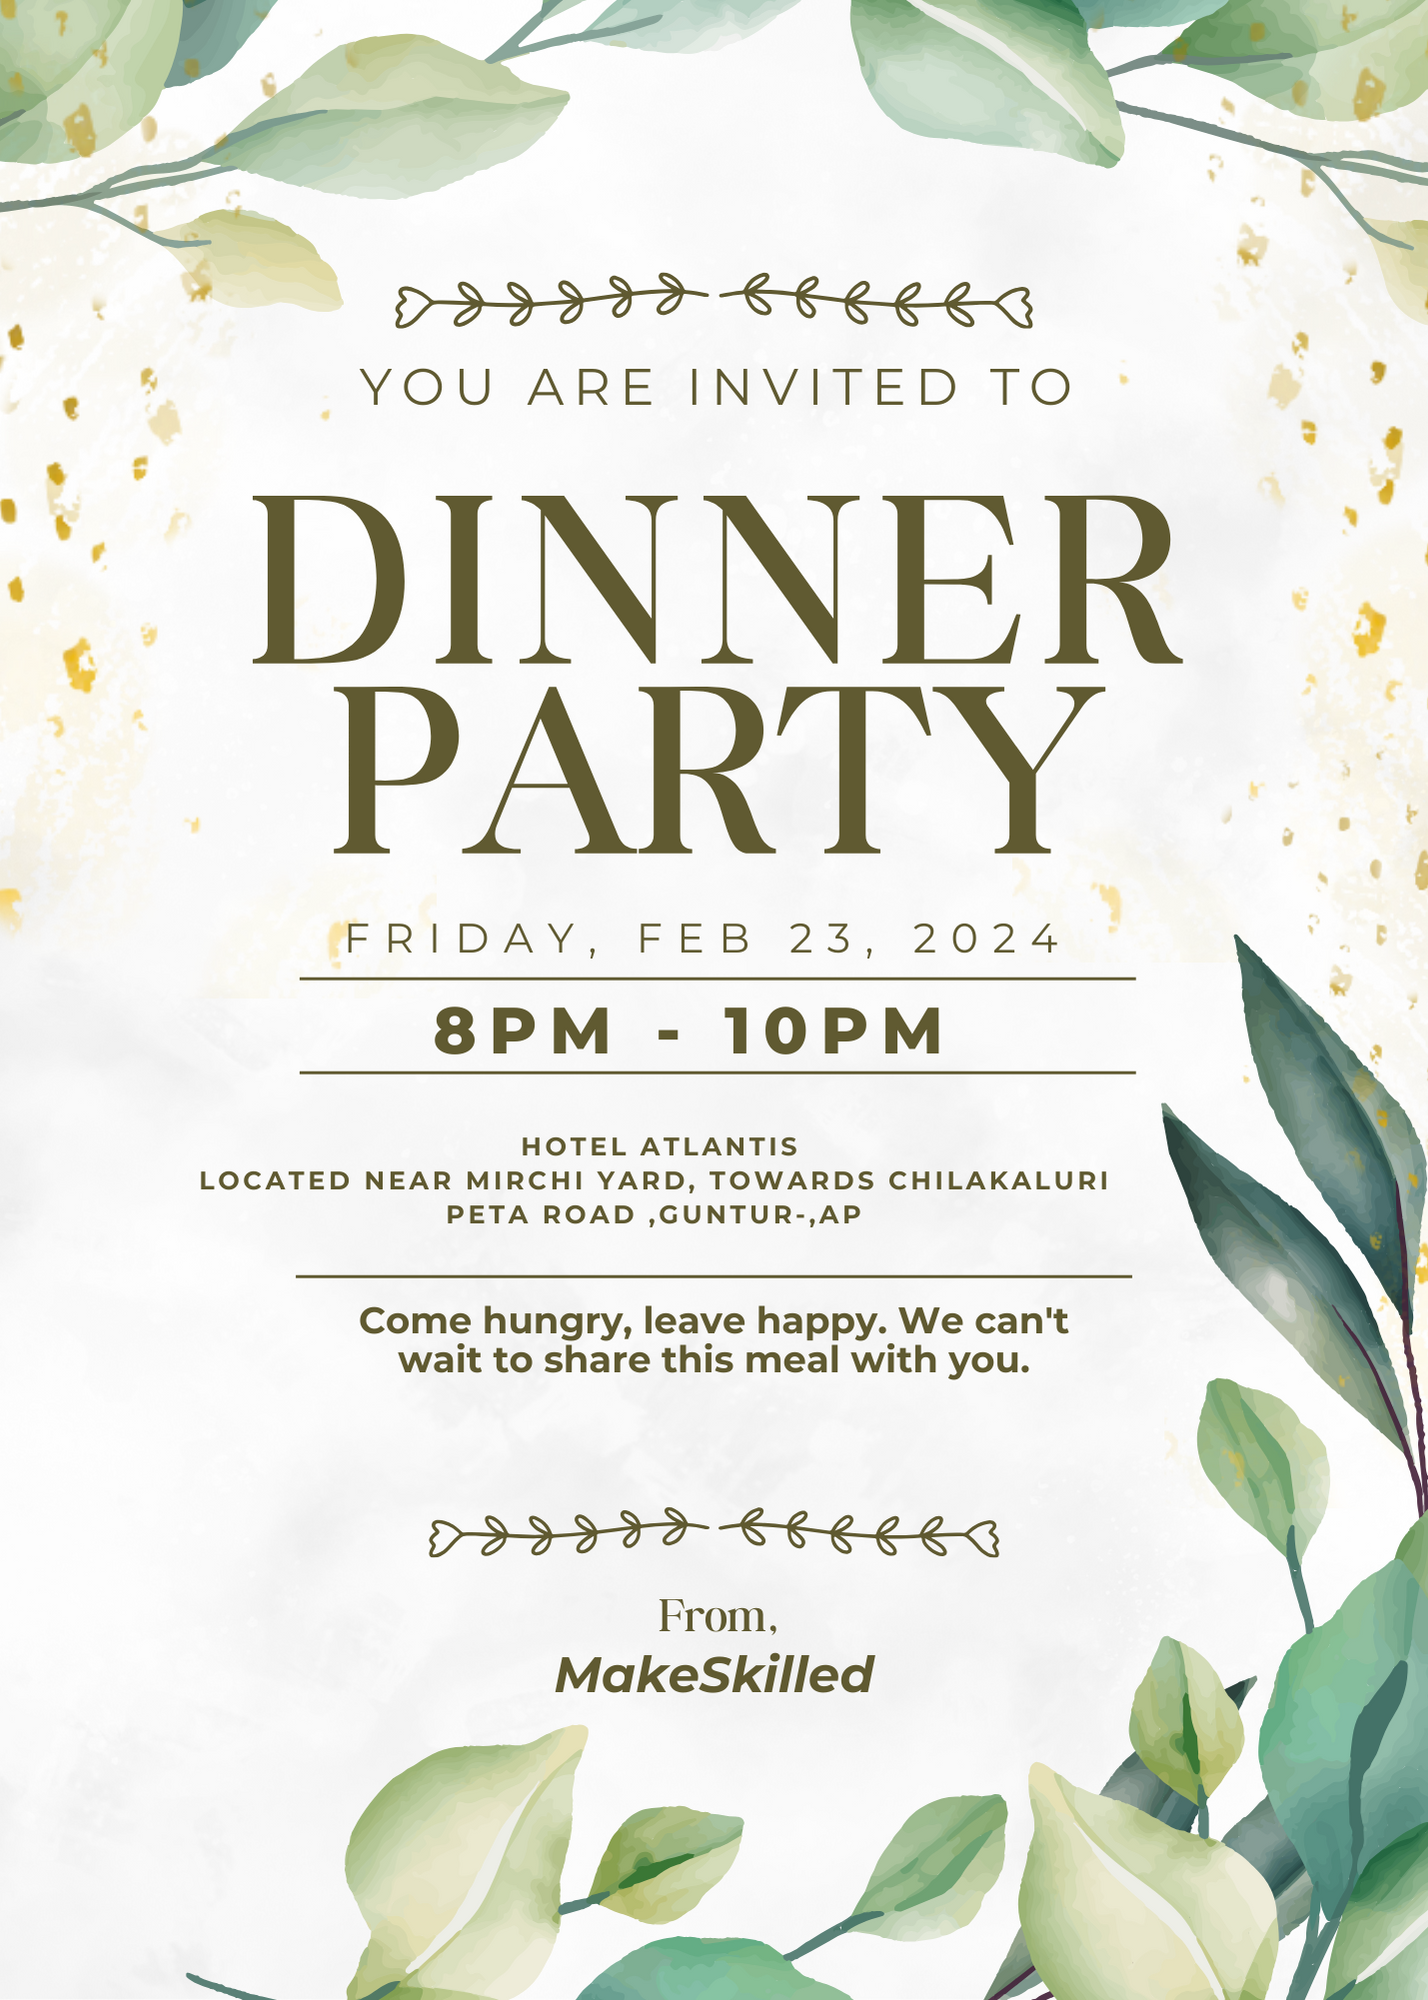 YOU ARE INVITED TO
DINNER
PARTY
FRIDAY, FEB 23, 2024
8PM - 10PM
HOTEL ATLANTIS
LOCATED NEAR MIRCHI YARD, TOWARDS CHILAKALURI
PETA ROAD ,GUNTUR-,AP
Come hungry, leave happy. We can't
wait to share this meal with you.
From,
MakeSkilled